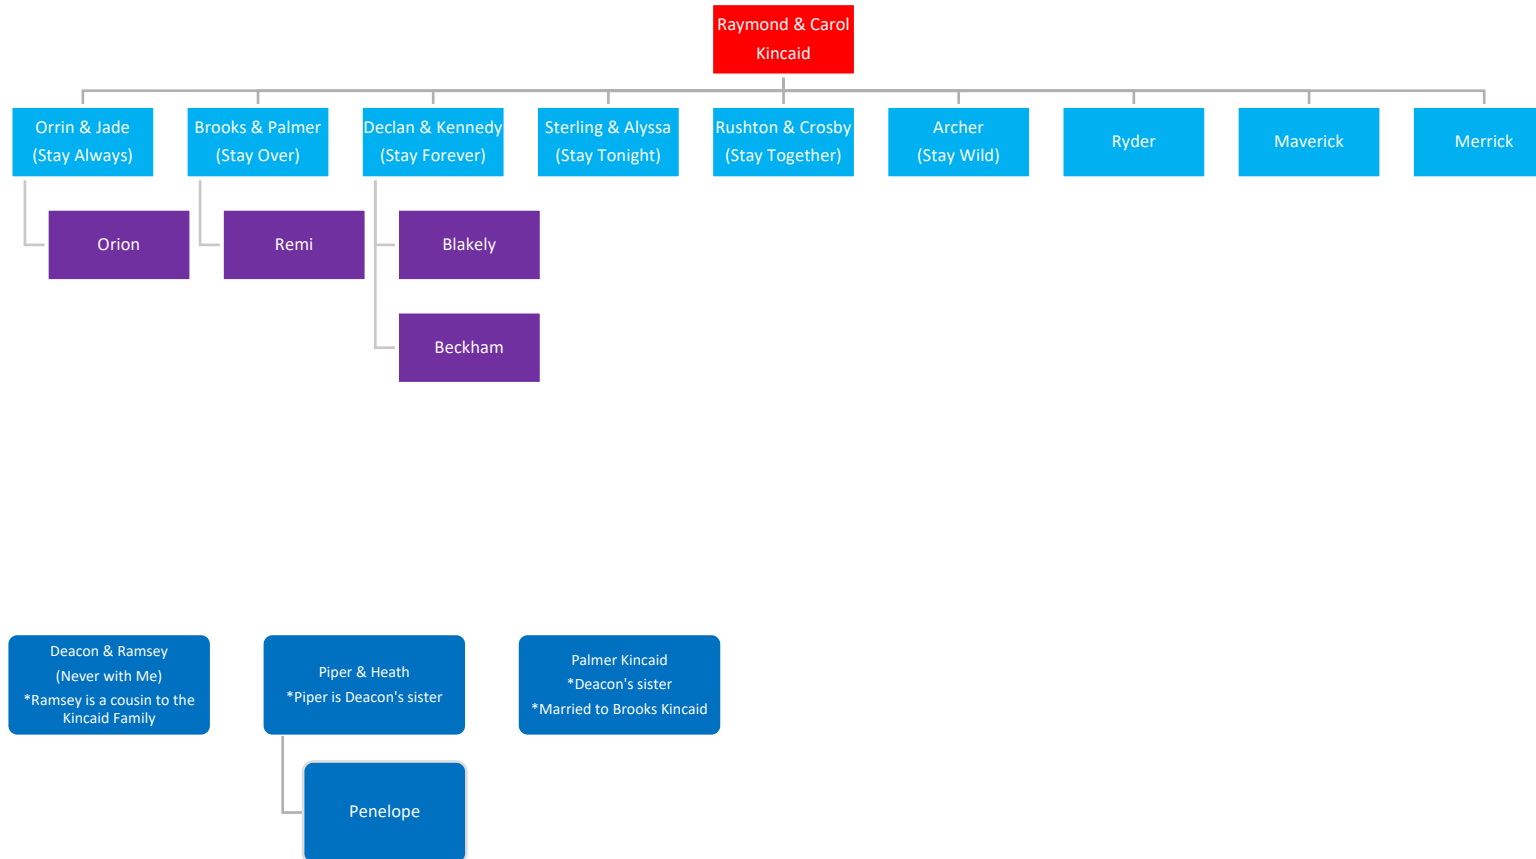 Raymond & Carol
Kincaid
Orrin & Jade
(Stay Always)
Brooks & Palmer
(Stay Over)
Declan & Kennedy
(Stay Forever)
Sterling & Alyssa
(Stay Tonight)
Rushton & Crosby
(Stay Together)
Archer
(Stay Wild)
Ryder
Maverick
Merrick
Orion
Remi
Blakely
Beckham
Deacon & Ramsey
(Never with Me)
*Ramsey is a cousin to the
Kincaid Family
Piper & Heath
*Piper is Deacon's sister
Palmer Kincaid
*Deacon's sister
*Married to Brooks Kincaid
Penelope